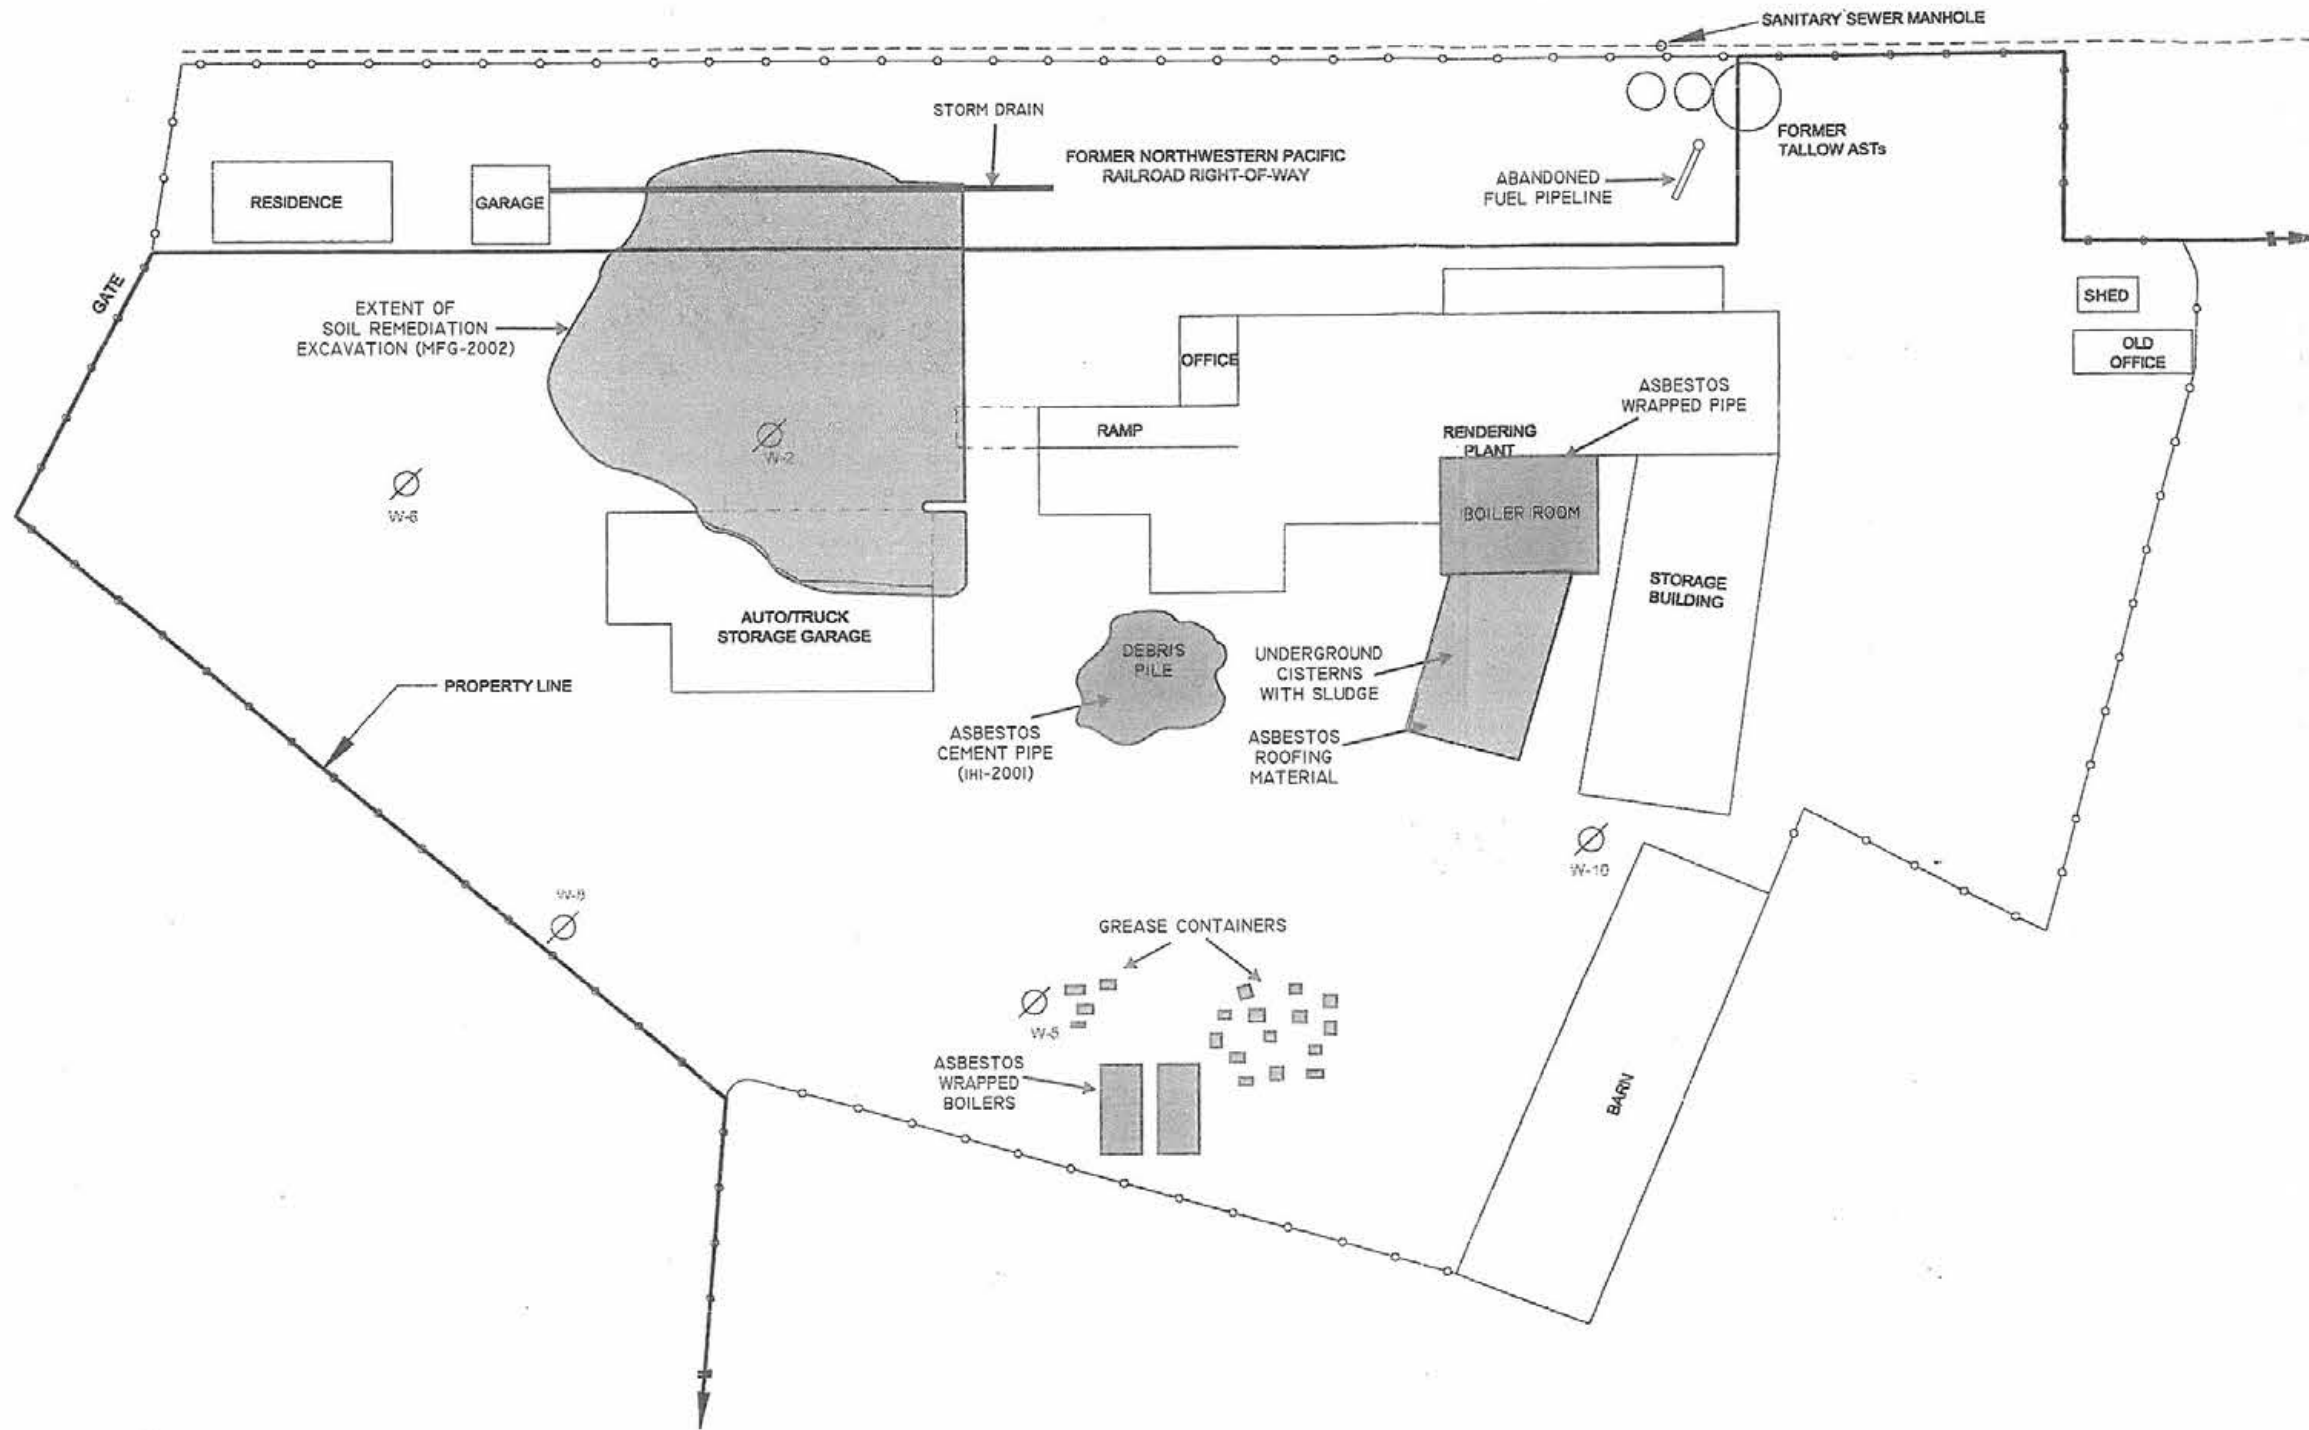 SANITARY SEWER MANHOLE
STORM DRAIN
FORMER NORTHWESTERN PACIFIC
RAILROAD RIGHT-OF-WAY
FORMER
TALLOW ASTs
ABANDONED
FUEL PIPELINE
RESIDENCE
GARAGE
GATE
EXTENT OF
SOIL REMEDIATION
EXCAVATION (MFG-2002)
SHED
OLD
OFFICE
OFFICE
ASBESTOS
WRAPPED PIPE
RAMP
RENDERING
PLANT
W-2
W-6
BOILER ROOM
STORAGE
BUILDING
AUTO/TRUCK
STORAGE GARAGE
DEBRIS
PILE
UNDERGROUND
CISTERNS
WITH SLUDGE
PROPERTY LINE
ASBESTOS
CEMENT PIPE
(IHI-2001)
ASBESTOS
ROOFING
MATERIAL
W-10
GREASE CONTAINERS
W-5
ASBESTOS
WRAPPED
BOILERS
BARN